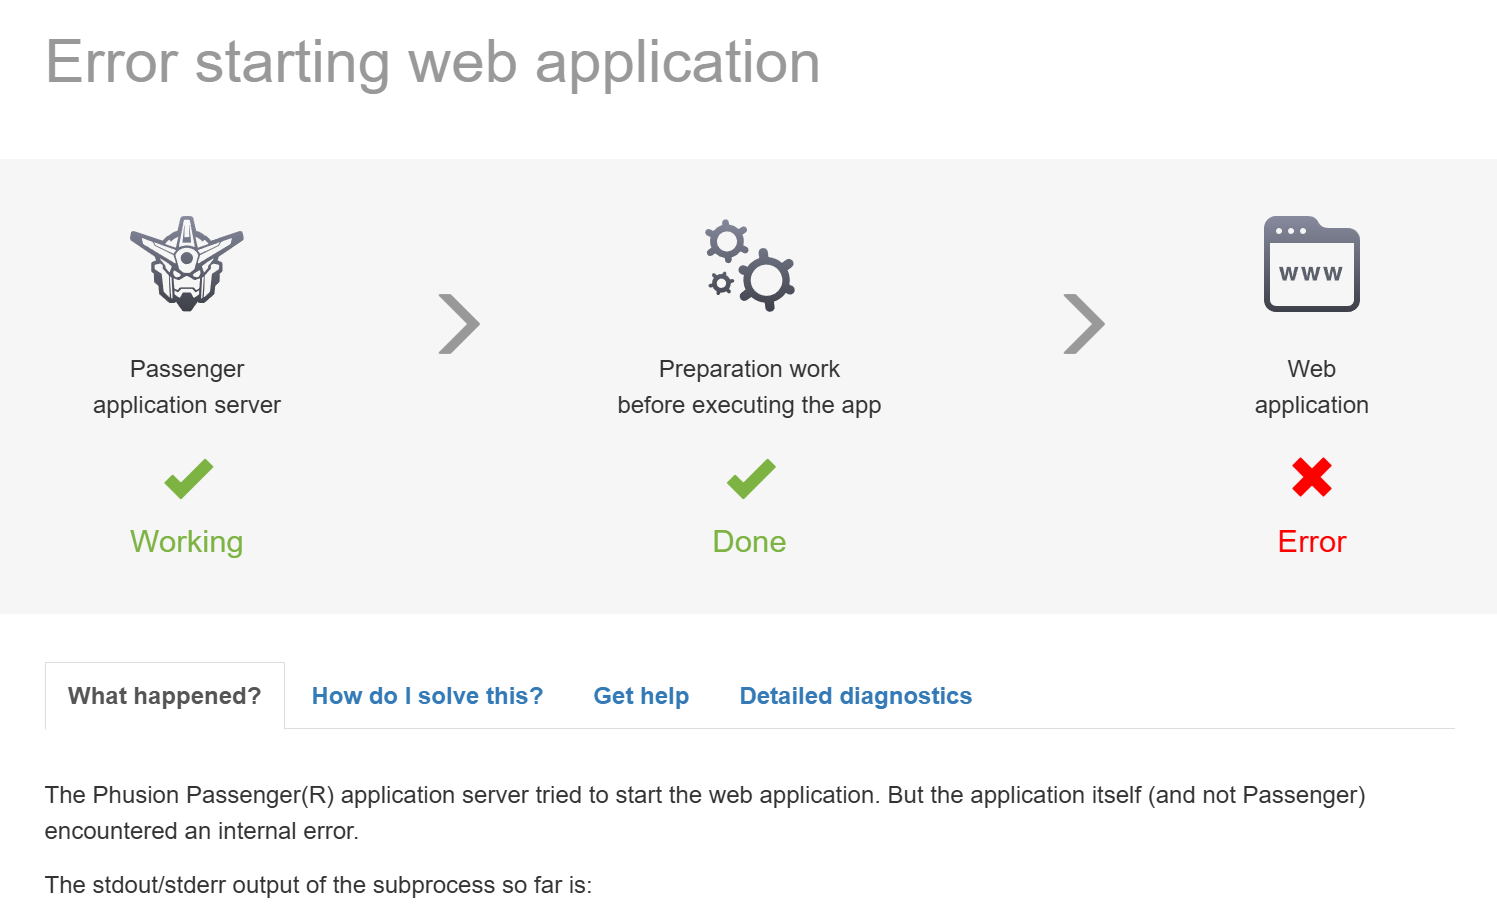 Error starting web application
www
Passenger
application server
Working
Preparation work
before executing the app
Done
Web
application
Error
What happened?
How do I solve this?
Get help
Detailed diagnostics
The Phusion Passenger(R) application server tried to start the web application. But the application itself (and not Passenger)
encountered an internal error.
The stdout/stderr output of the subprocess so far is: